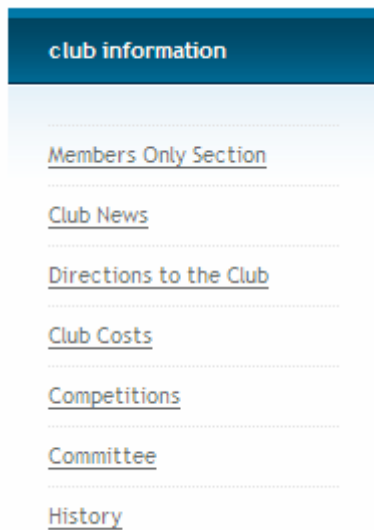 club information
Members Only Section
Club News
Directions to the Club
Club Costs
Competitions
Committee
History